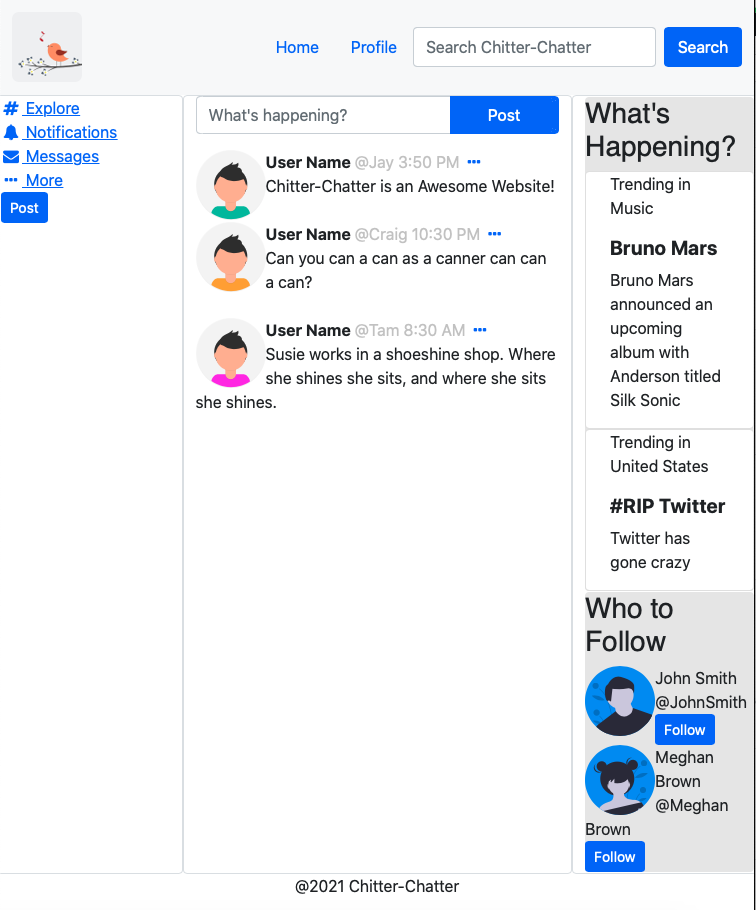 Home
Profile
Search Chitter-Chatter
Search
# Explore
Notifications
Messages
More
Post
What's happening?
Post
User Name @Jay 3:50 PM
Chitter-Chatter is an Awesome Website!
User Name @Craig 10:30 PM
Can you can a can as a canner can can
a can?
User Name @Tam 8:30 AM
Susie works in a shoeshine shop. Where
she shines she sits, and where she sits
she shines.
What's
Happening?
Trending in
Music
Bruno Mars
Bruno Mars
announced an
upcoming
album with
Anderson titled
Silk Sonic
Trending in
United States
#RIP Twitter
Twitter has
gone crazy
Who to
Follow
John Smith
@JohnSmith
Follow
Meghan
Brown
@Meghan
Brown
Follow
@2021 Chitter-Chatter